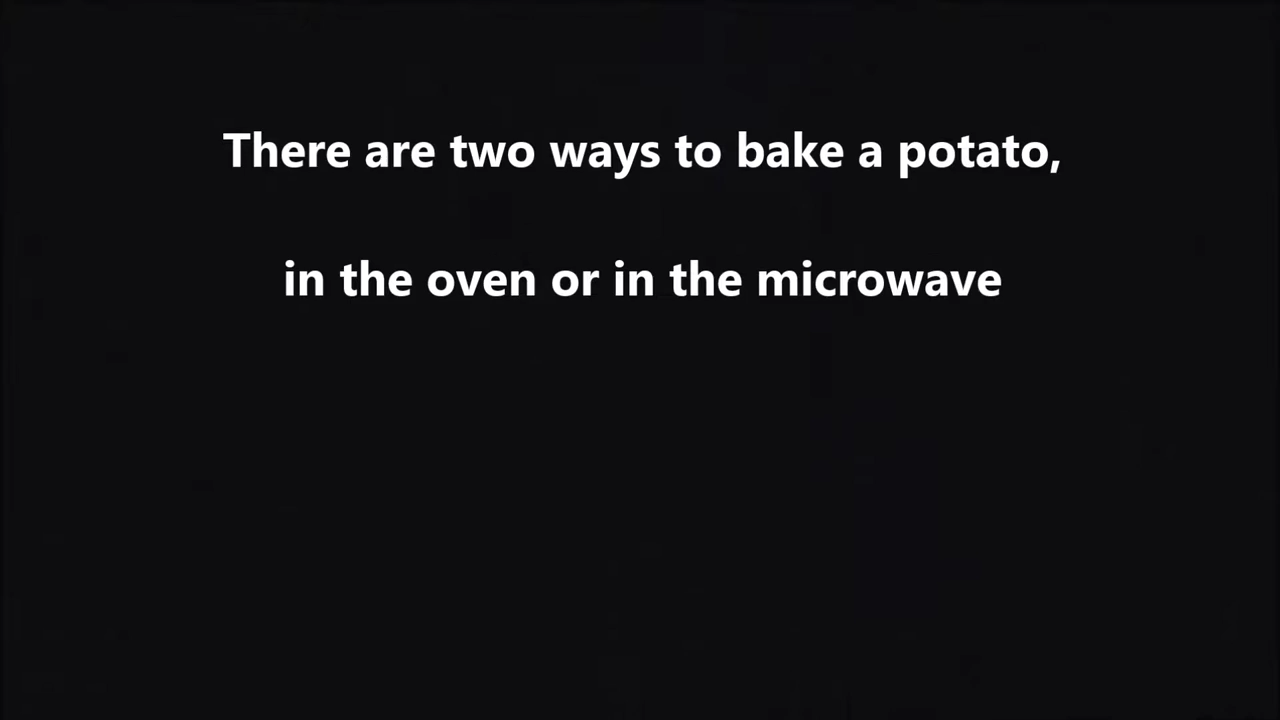 There are two ways to bake a potato,
in the oven or in the microwave